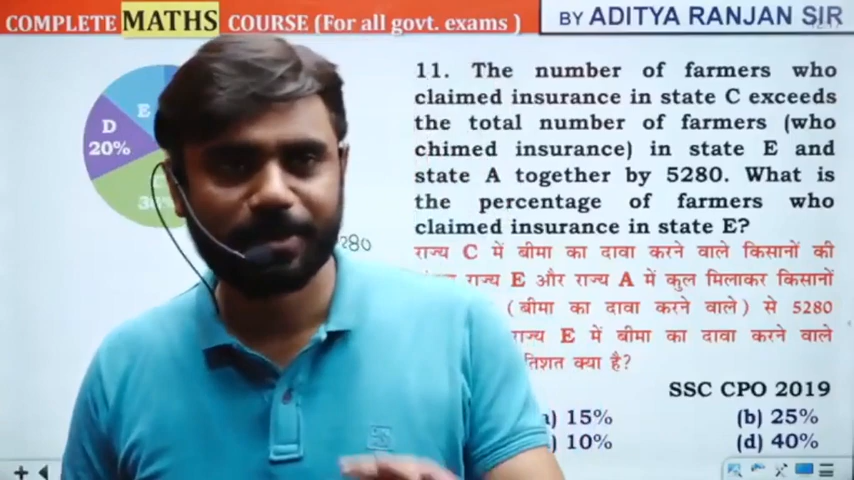 COMPLETE MATHS COURSE (For all govt. exams)
BY ADITYA RANJAN SIR
E
D
20%
280
11. The number of farmers who
claimed insurance in state C exceeds
the total number of farmers (who
chimed insurance) in state E and
state A together by 5280. What is
the percentage of farmers who
claimed insurance in state E?
राज्य C में बीमा का दावा करने वाले किसानों की
राज्य E और राज्य A में कुल मिलाकर किसानों
(बीमा का दावा करने वाले) से 5280
राज्य E में बीमा का दावा करने वाले
तिशत क्या है?
SSC CPO 2019
a) 15%
(b) 25%
) 10%
(d) 40%